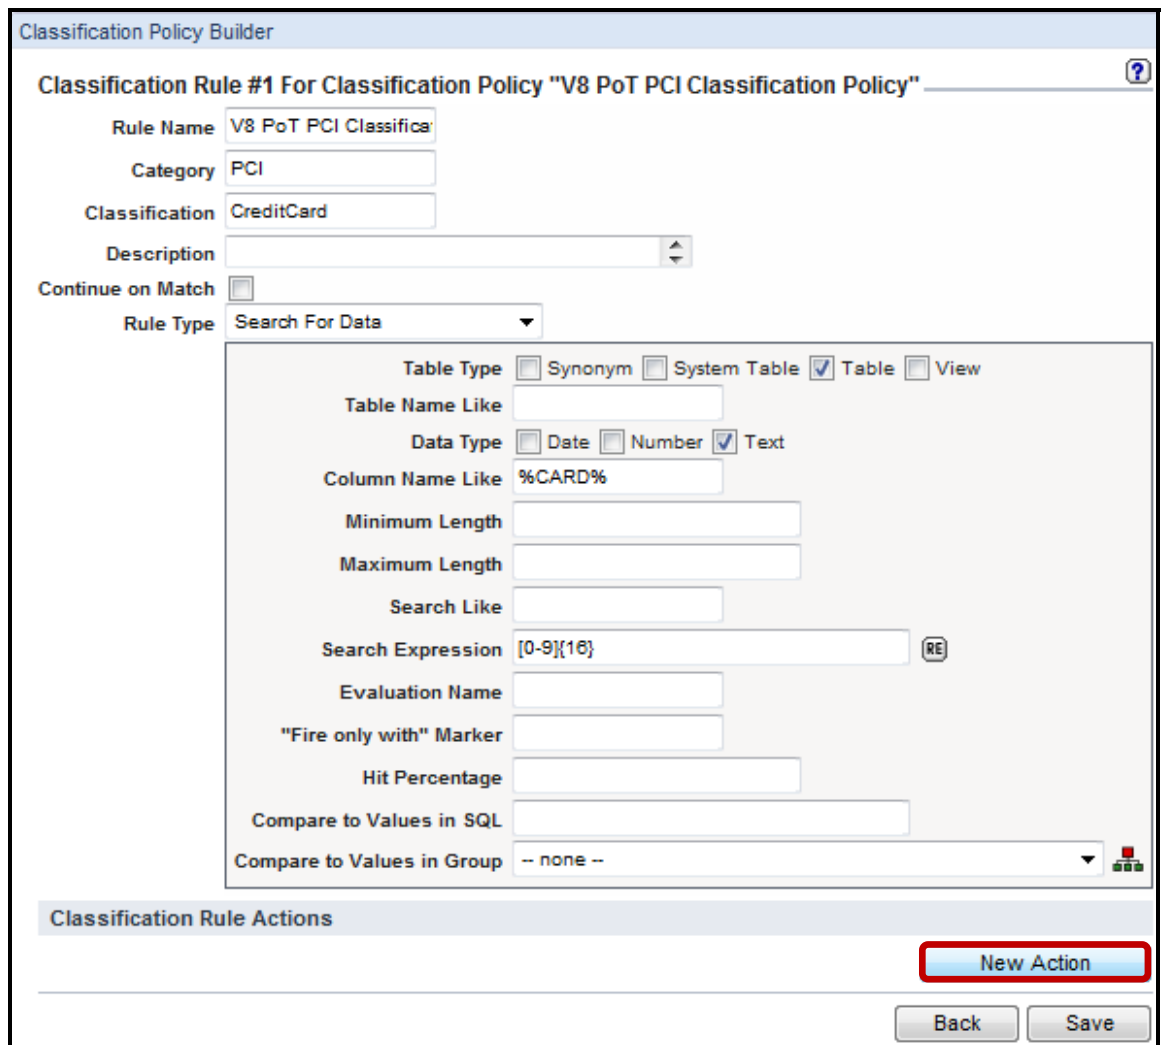 Classification Policy Builder
Classification Rule #1 For Classification Policy "V8 PoT PCI Classification Policy"
?
Rule Name V8 PoT PCI Classifica
Category PCI
Classification CreditCard
Description
Continue on Match
Rule Type Search For Data
Table Type Synonym System Table Table View
Table Name Like
Data Type Date Number Text
Column Name Like %CARD%
Minimum Length
Maximum Length
Search Like
Search Expression [0-9]{16} RE
Evaluation Name
"Fire only with" Marker
Hit Percentage
Compare to Values in SQL
Compare to Values in Group -- none --
Classification Rule Actions
New Action
Back Save